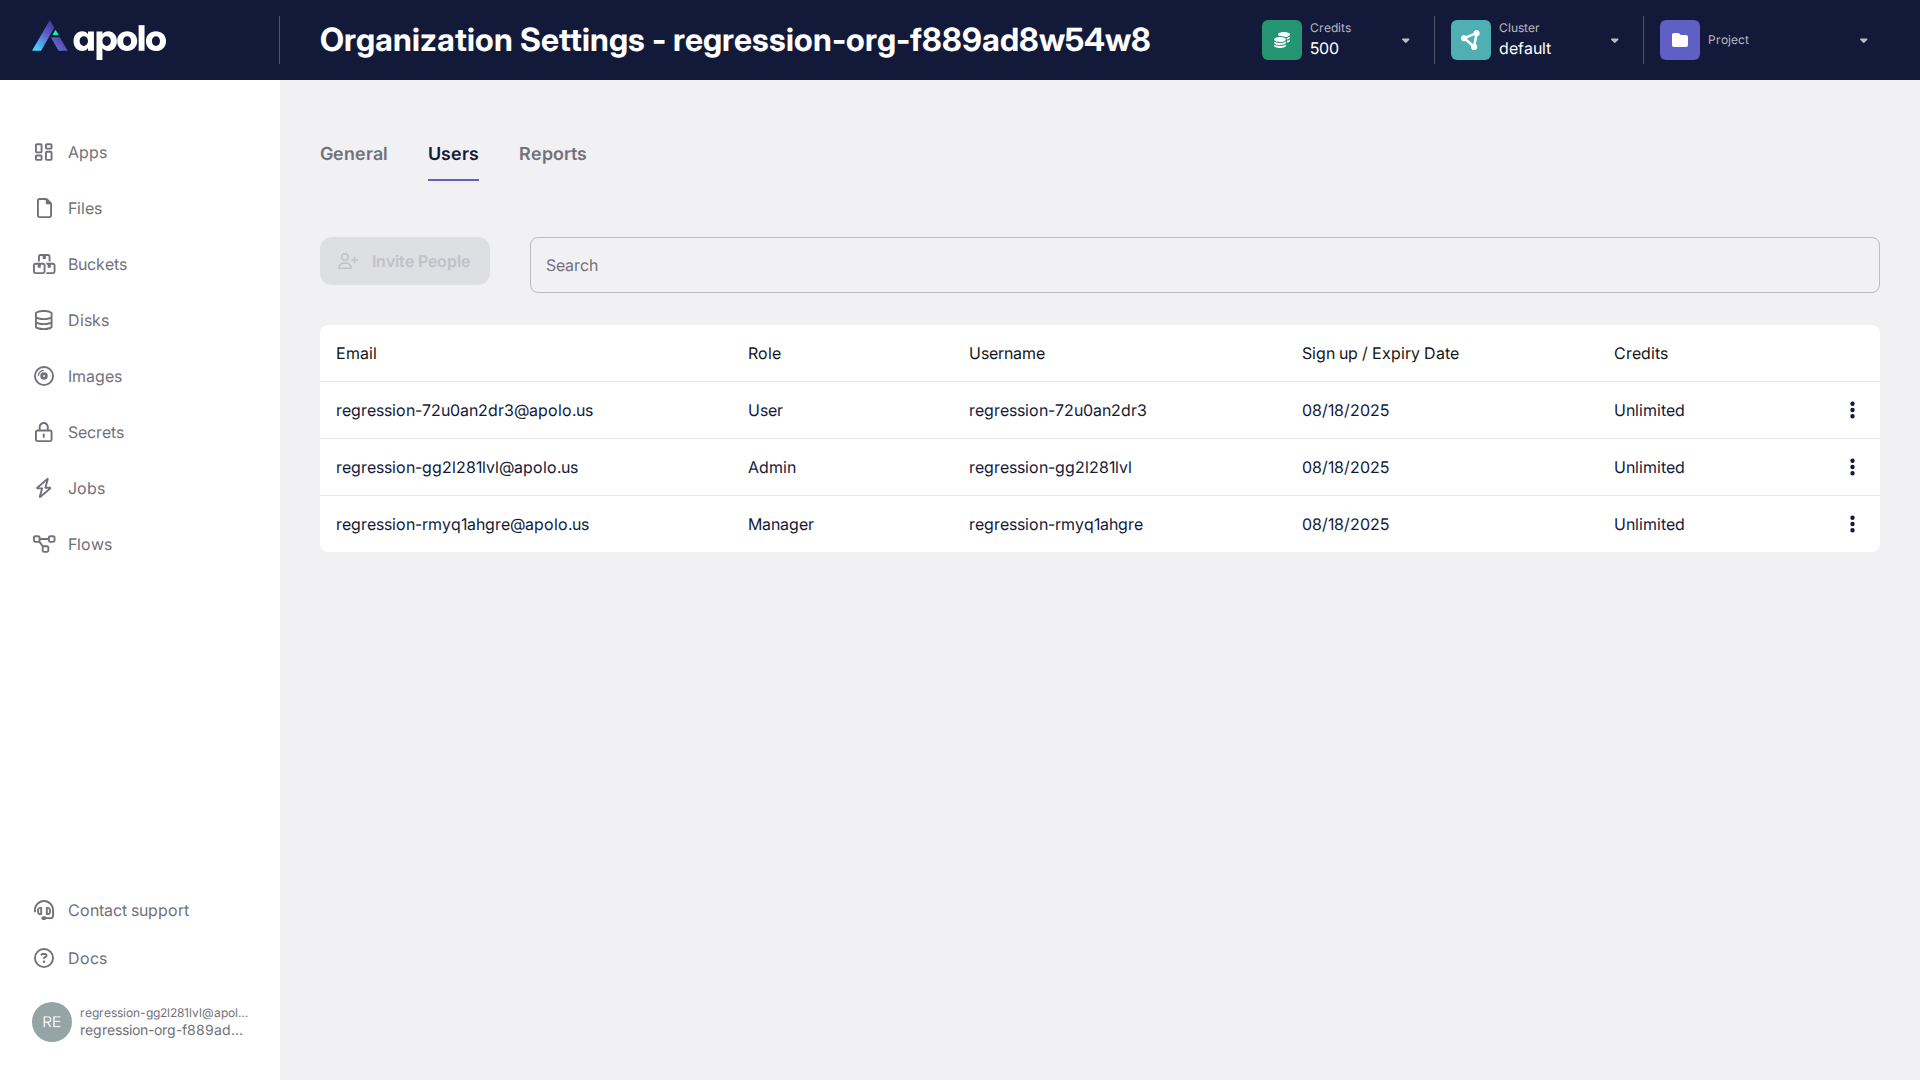 apolo
Organization Settings - regression-org-f889ad8w54w8
Credits
500
Cluster
default
Project
Apps
Files
Buckets
Disks
Images
Secrets
Jobs
Flows
Contact support
Docs
RE
regression-gg2l281lvl@apol...
regression-org-f889ad...
General Users Reports
Invite People
Search
Email Role Username Sign up / Expiry Date Credits
regression-72u0an2dr3@apolo.us User regression-72u0an2dr3 08/18/2025 Unlimited
regression-gg2l281lvl@apolo.us Admin regression-gg2l281lvl 08/18/2025 Unlimited
regression-rmyq1ahgre@apolo.us Manager regression-rmyq1ahgre 08/18/2025 Unlimited